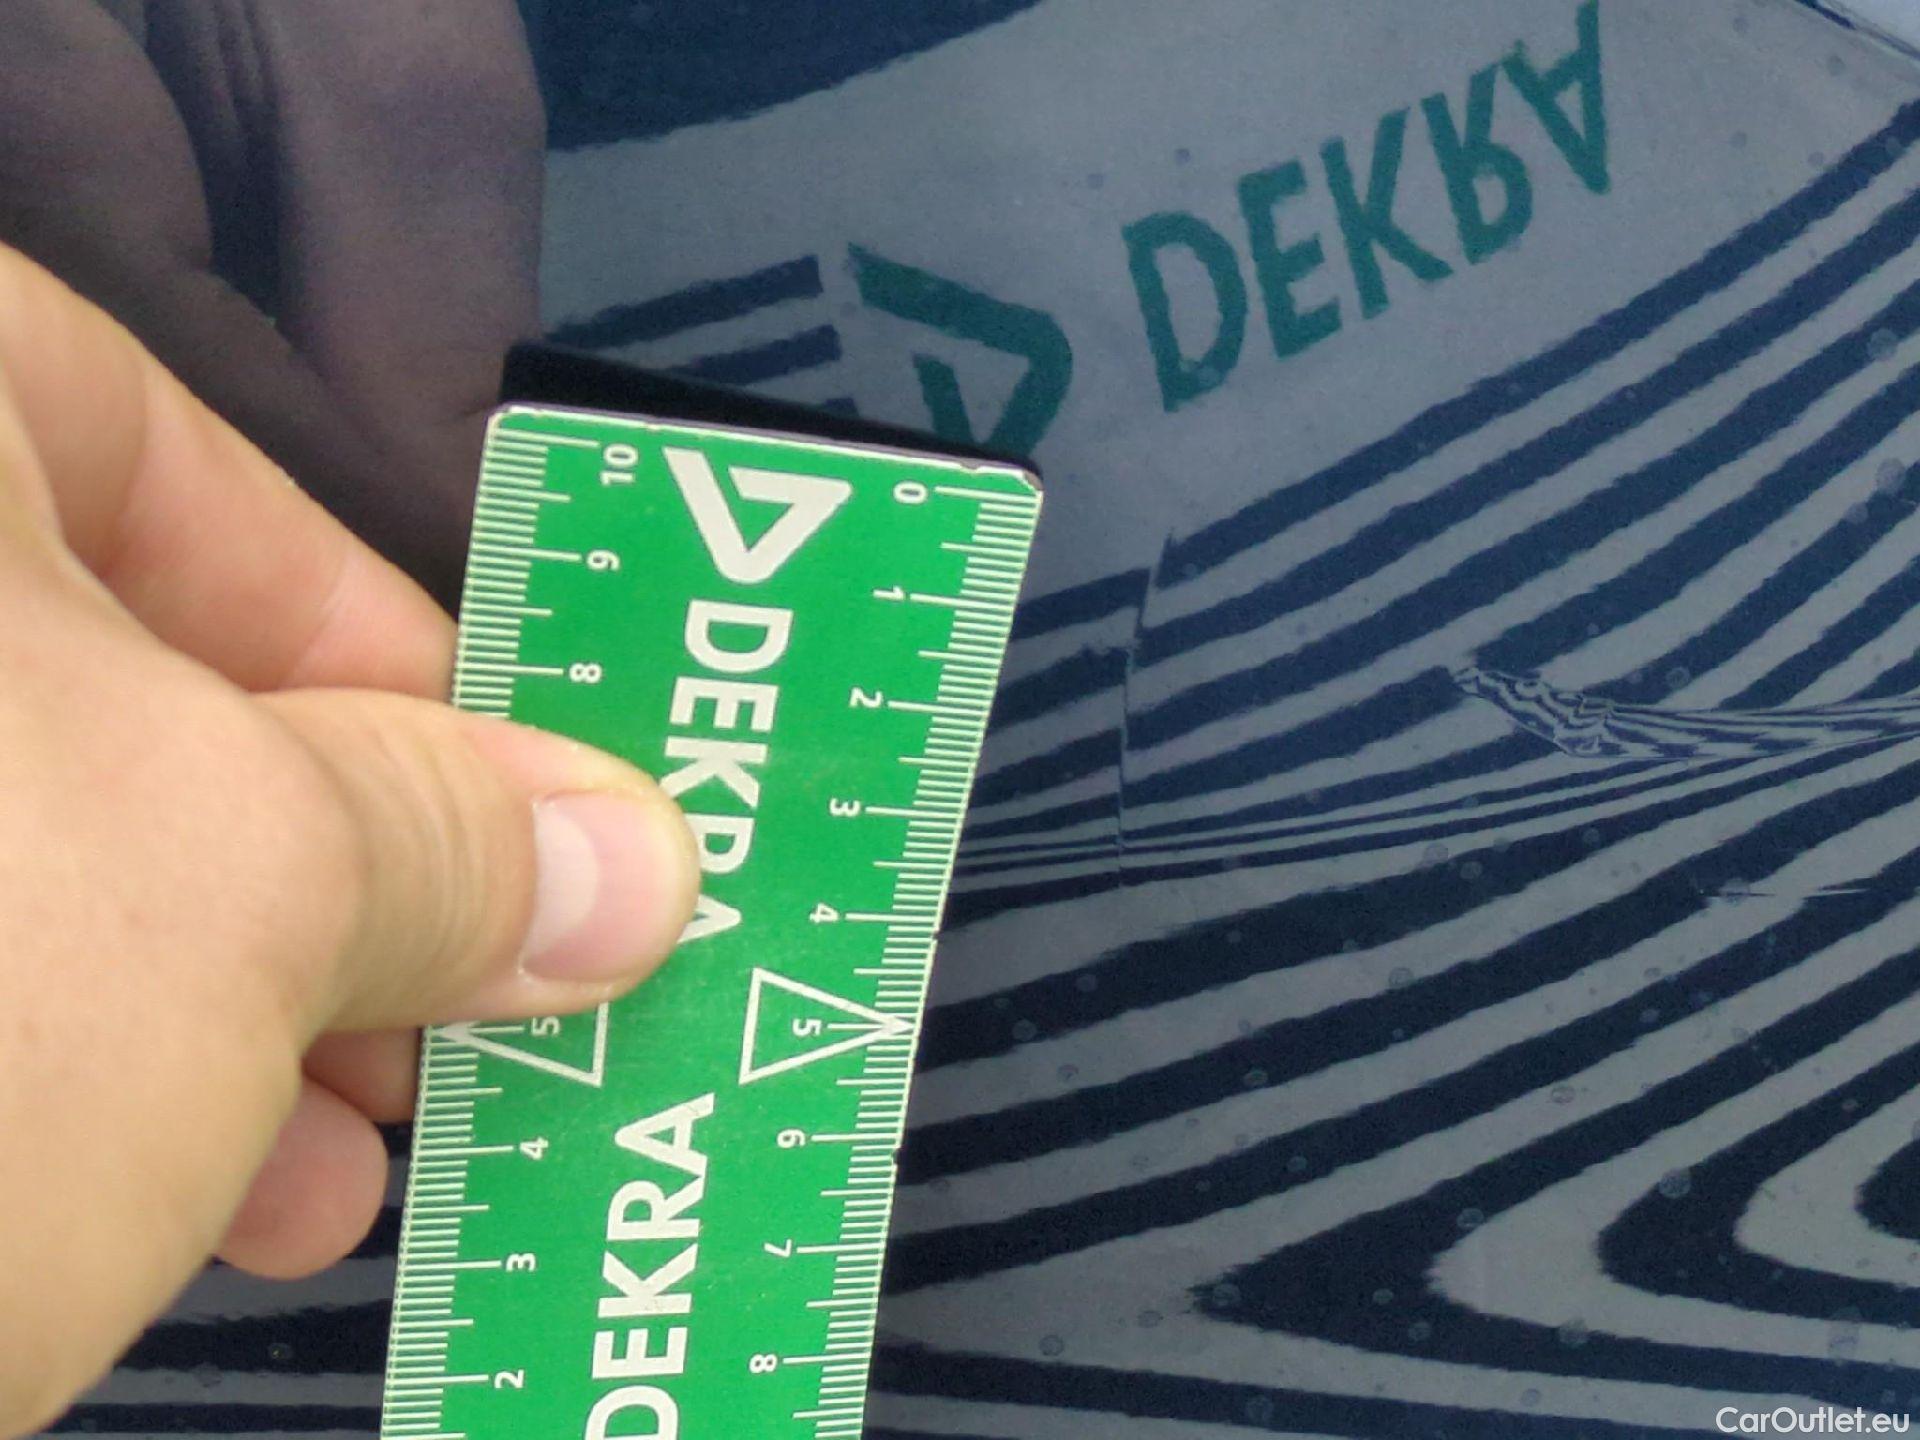 DEKRA
10 9 8 5 4 3 2
DEKRA
0 1 2 3 4 5 6 7 8
DEKRA
CarOutlet.eu